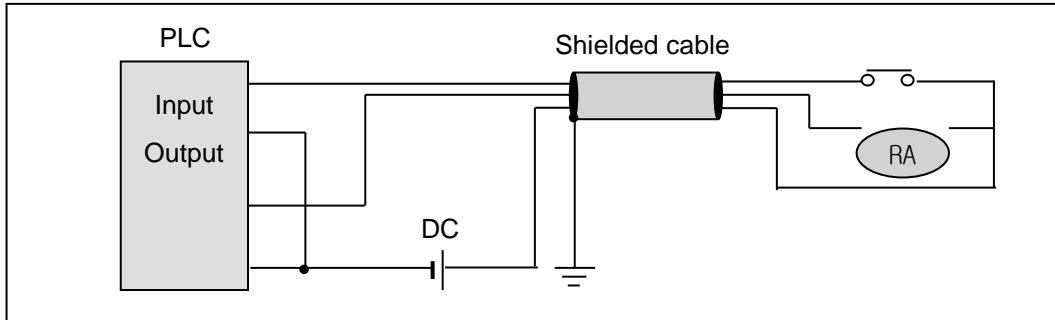 PLC
Shielded cable
Input
Output
RA
DC